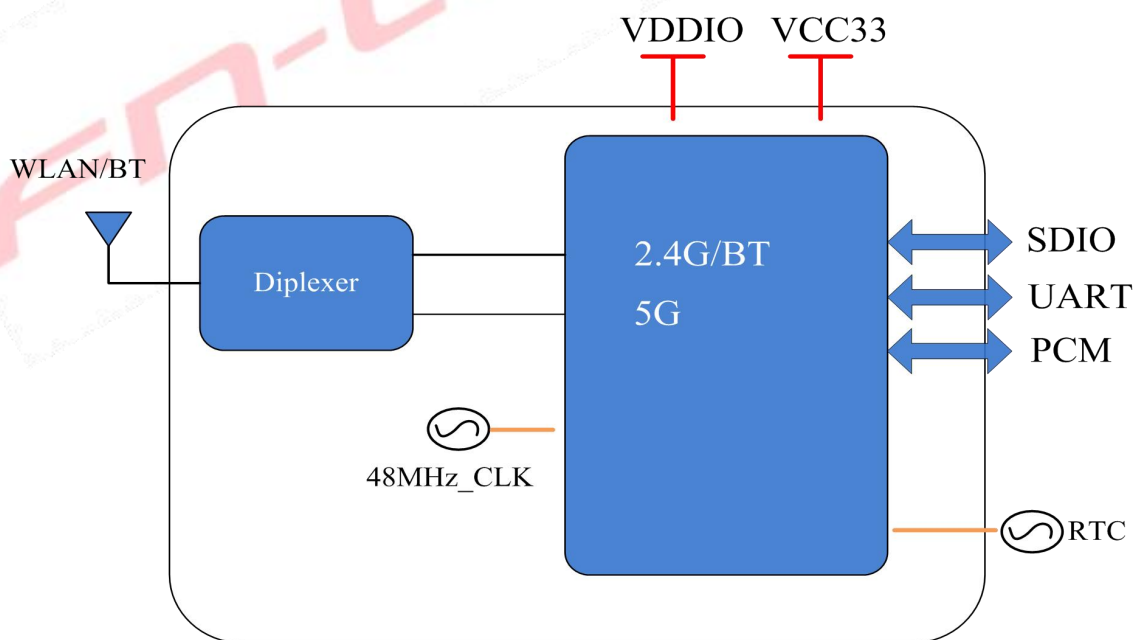 VDDIO VCC33
WLAN/BT
Diplexer
2.4G/BT
5G
SDIO
UART
PCM
48MHz_CLK
RTC